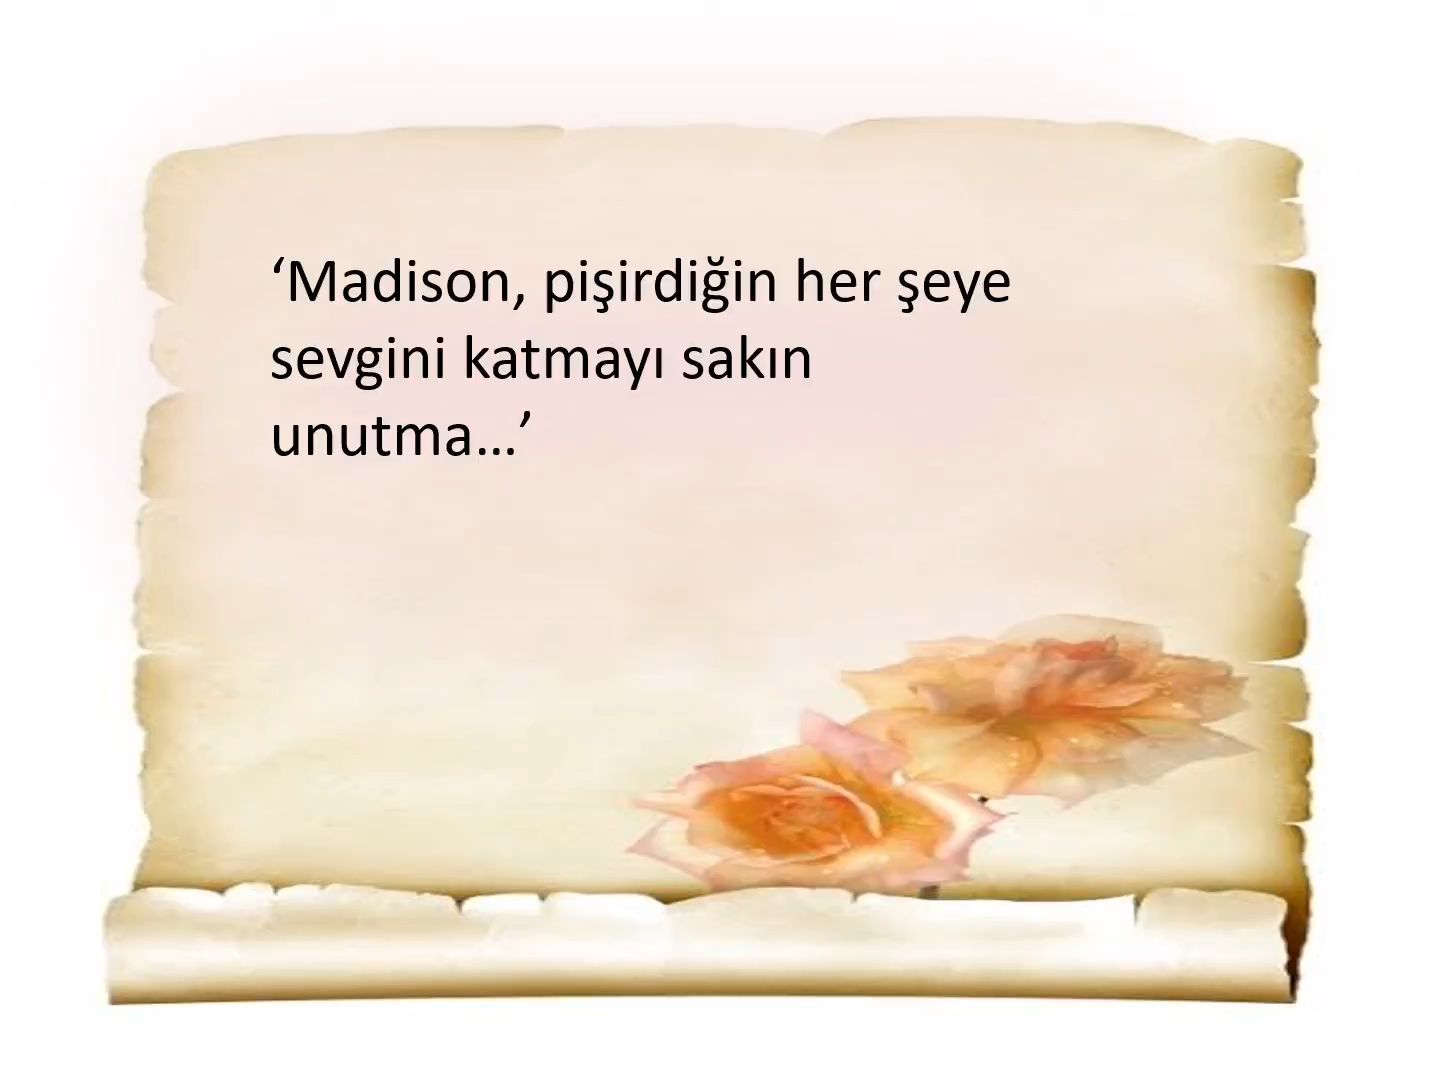 ‘Madison, pişirdiğin her şeye
sevgini katmayı sakın
unutma…’